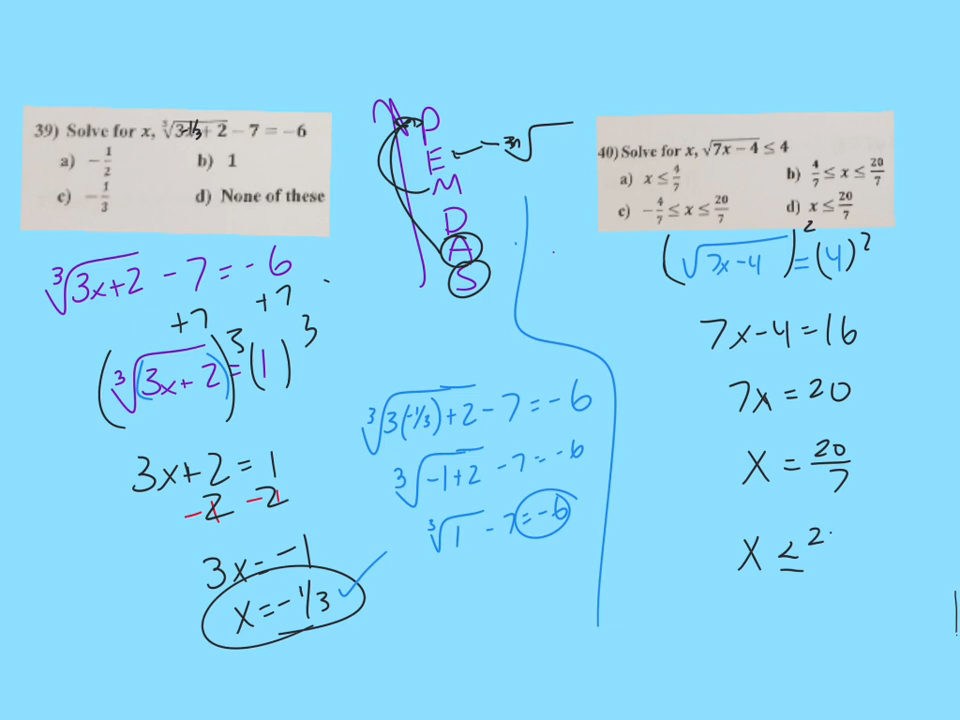 39) Solve for x, ∛3-1/3+ 2 - 7 = -6
a) -1/2 b) 1
c) -1/3 d) None of these
∛3x+2 - 7 = -6
+7 +7
(∛(3x+2))³ = (1)³
3x+2 = 1
-2 -2
3x = -1
x = -1/3
P
E
M
D
A
S
∛3(-1/3)+2 - 7 = -6
∛-1+2 - 7 = -6
∛1 - 7 = -6
40) Solve for x, √7x - 4 ≤ 4
a) x ≤ 4/7 b) 4/7 ≤ x ≤ 20/7
c) -4/7 ≤ x ≤ 20/7 d) x ≤ 20/7
(√7x-4)² = (4)²
7x-4=16
7x = 20
X = 20/7
X ≤ 2